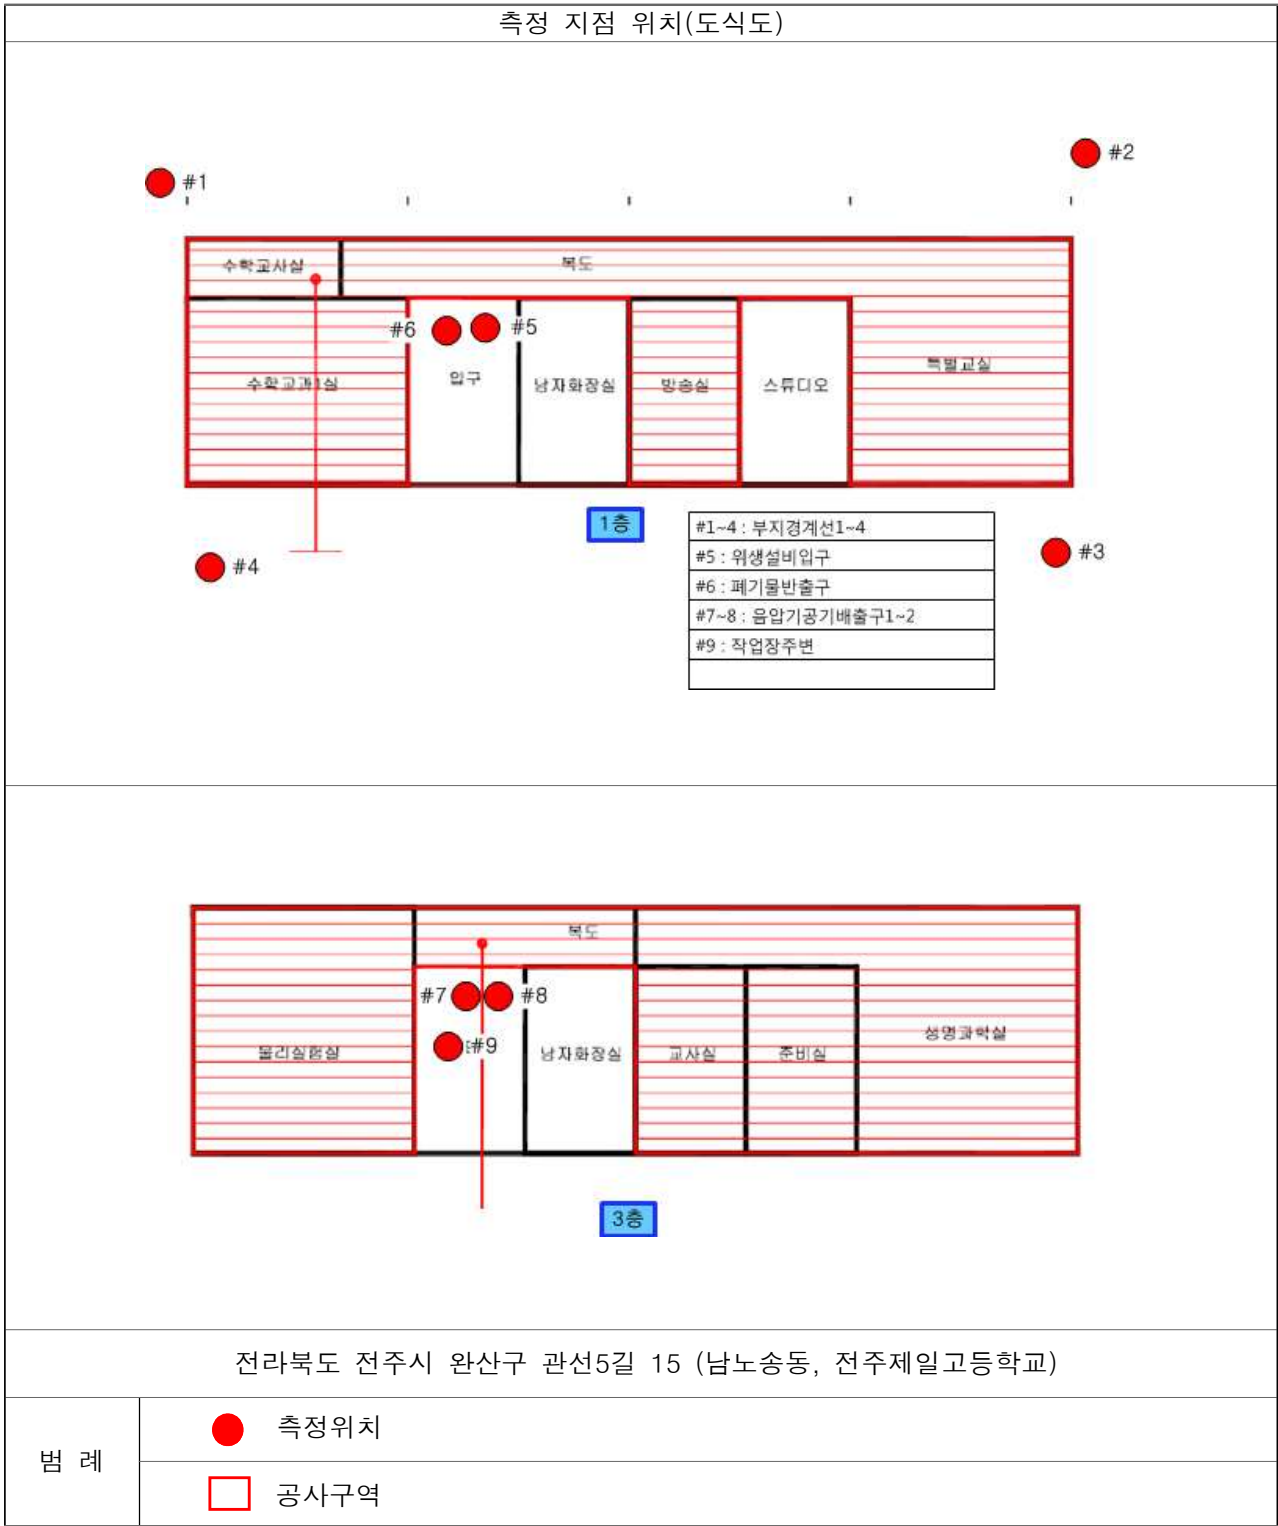 측정 지점 위치(도식도)
#1
#2
수학교사실
복도
#6
#5
수학교과1실
입구
남자화장실
방송실
스튜디오
특별교실
1층
#4
#3
#1~4 : 부지경계선1~4
#5 : 위생설비입구
#6 : 폐기물반출구
#7~8 : 음압기공기배출구1~2
#9 : 작업장주변
복도
#7
#8
물리실험실
#9
남자화장실
교사실
준비실
생명과학실
3층
전라북도 전주시 완산구 관선5길 15 (남노송동, 전주제일고등학교)
범 례
측정위치
공사구역